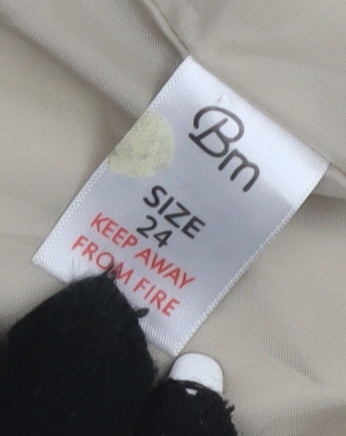 Bm
SIZE
24
KEEP AWAY
FROM FIRE